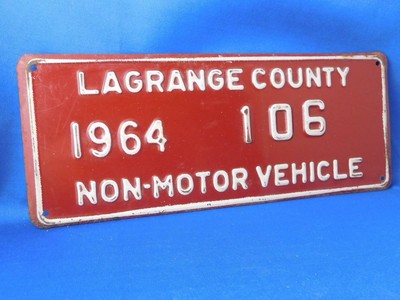 LAGRANGE COUNTY
1964 106
NON-MOTOR VEHICLE